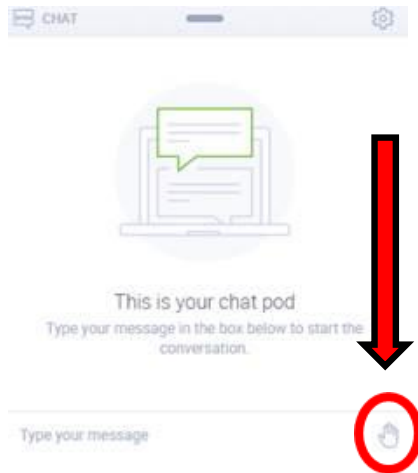 CHAT
This is your chat pod
Type your message in the box below to start the
conversation.
Type your message